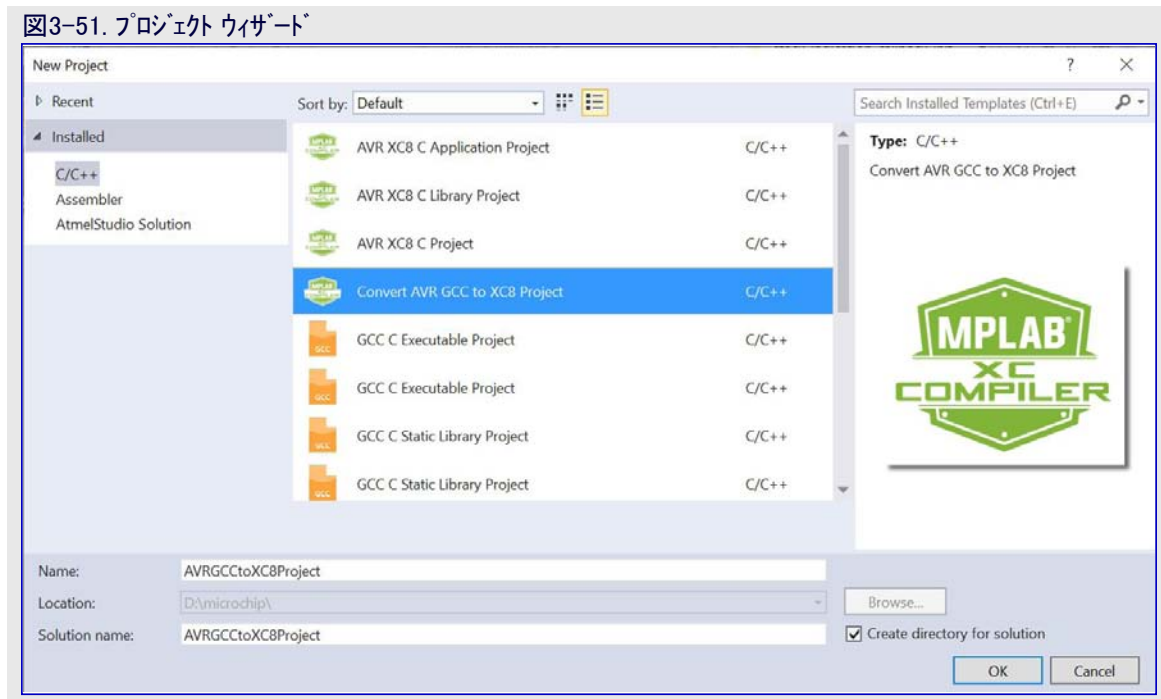 図3-51. プロジェクト ウィザード
New Project
? ×
Recent
Sort by: Default
Search Installed Templates (Ctrl+E)
Installed
C/C++
Assembler
AtmelStudio Solution
AVR XC8 C Application Project C/C++
AVR XC8 C Library Project C/C++
AVR XC8 C Project C/C++
Convert AVR GCC to XC8 Project C/C++
GCC GCC C Executable Project C/C++
GCC GCC C Executable Project C/C++
GCC GCC C Static Library Project C/C++
GCC GCC C Static Library Project C/C++
Type: C/C++
Convert AVR GCC to XC8 Project
MPLAB®
XC
COMPILER
Name: AVRGCCtoXC8Project
Location: D:\microchip\
Browse...
Solution name: AVRGCCtoXC8Project
Create directory for solution
OK Cancel